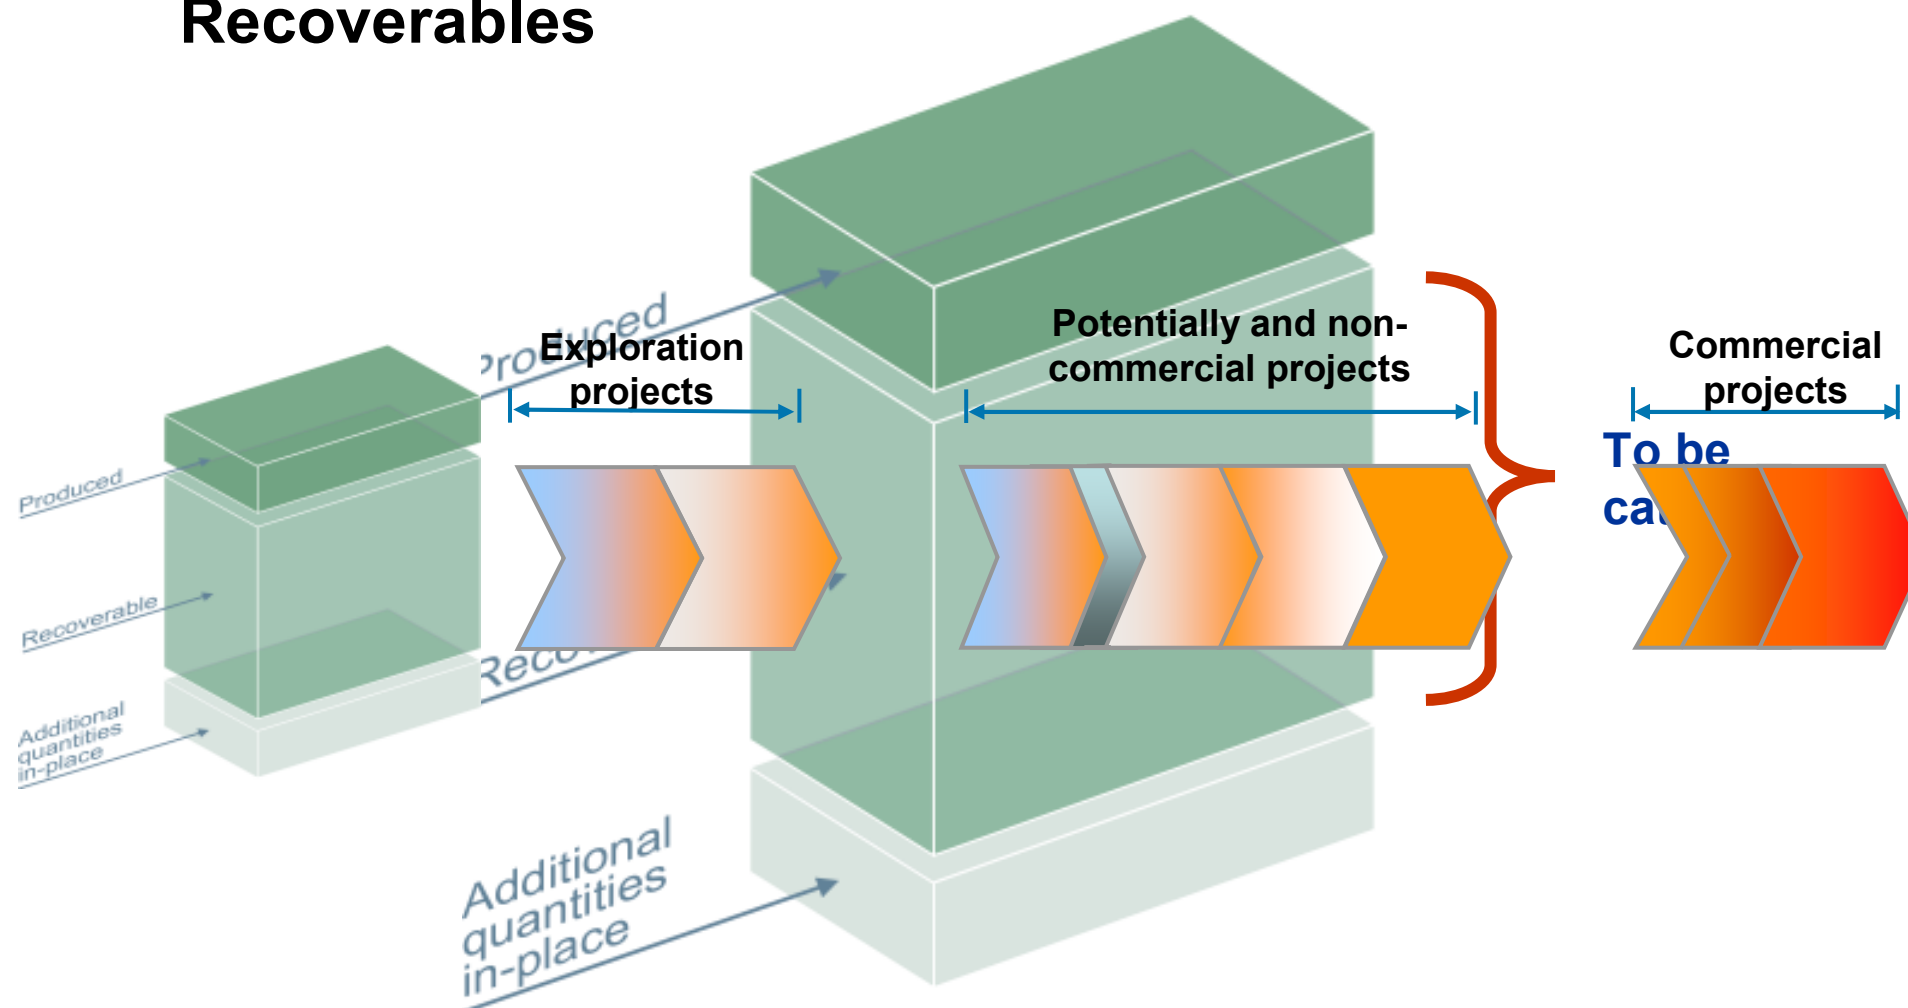 Recoverables
Produced
Exploration
projects
Potentially and non-
commercial projects
Commercial
projects
To be
Produced
Recoverable
Additional
quantities
in-place
Additional
quantities
in-place